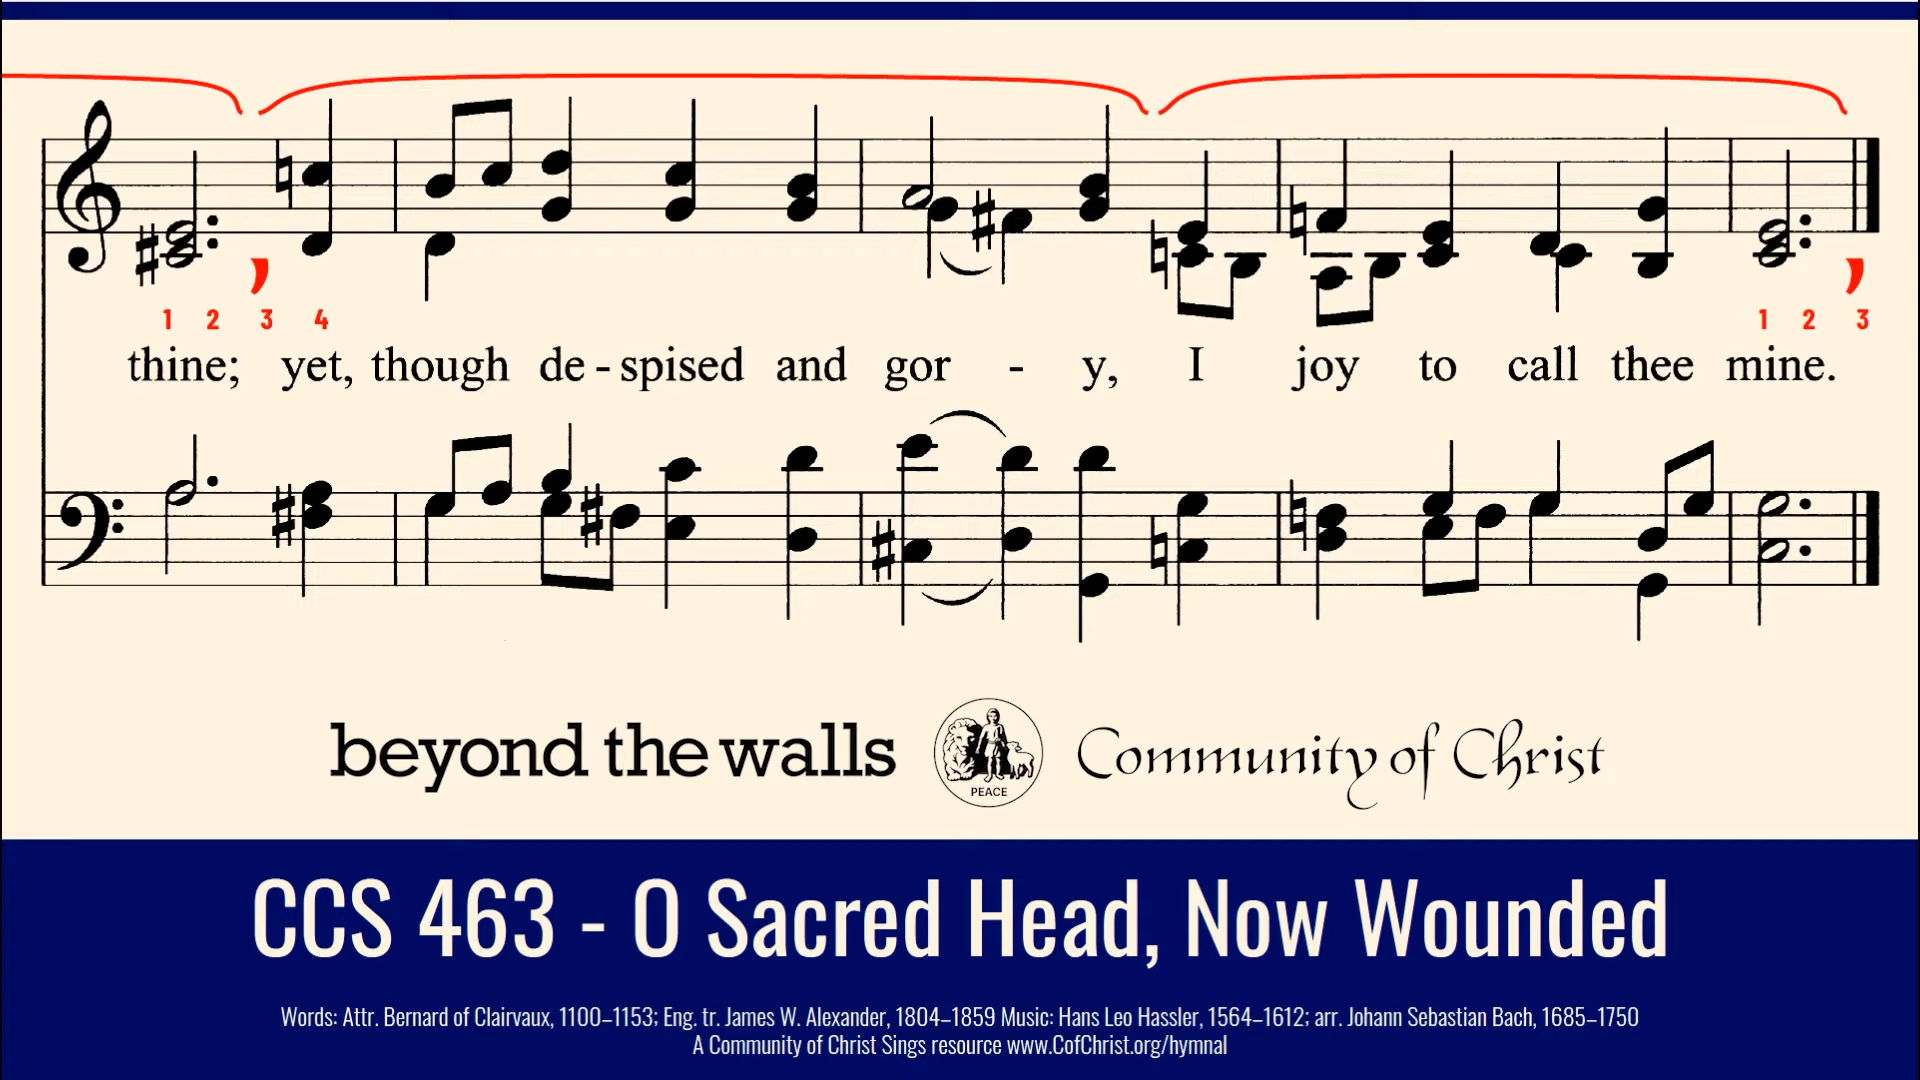 1 2 3 4 1 2 3
thine; yet, though de - spised and gor - y, I joy to call thee mine.
beyond the walls PEACE Community of Christ
CCS 463 - O Sacred Head, Now Wounded
Words: Attr. Bernard of Clairvaux, 1100–1153; Eng. tr. James W. Alexander, 1804–1859 Music: Hans Leo Hassler, 1564–1612; arr. Johann Sebastian Bach, 1685–1750
A Community of Christ Sings resource www.CofChrist.org/hymnal